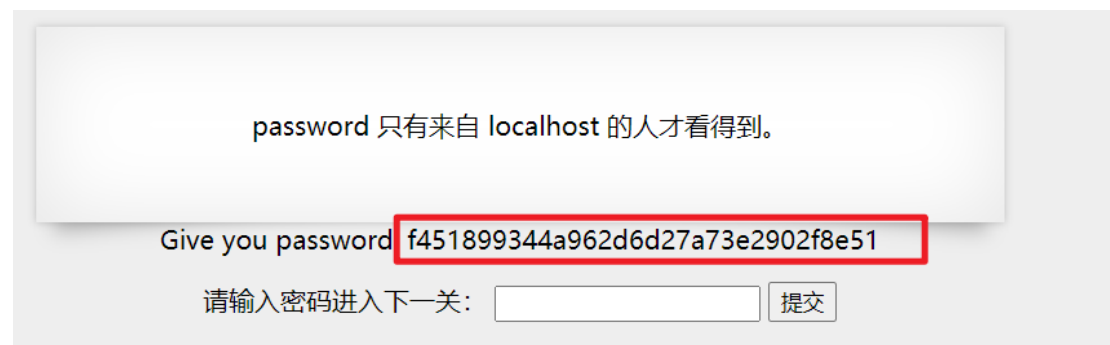 password 只有来自 localhost 的人才看得到。
Give you password f451899344a962d6d27a73e2902f8e51
请输入密码进入下一关： 提交